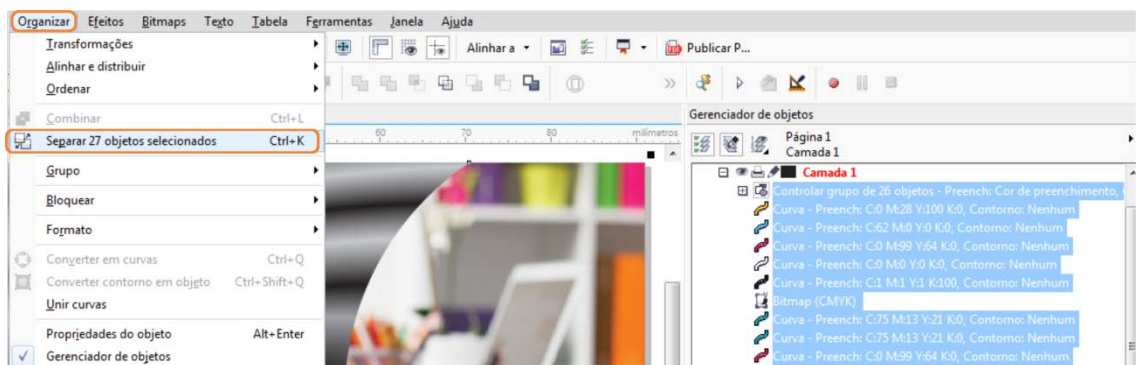 Organizar Efeitos Bitmaps Texto Tabela Ferramentas Janela Ajuda
Transformações
Alinhar e distribuir
Ordenar
Combinar Ctrl+L
Separar 27 objetos selecionados Ctrl+K
Grupo
Bloquear
Formato
Converter em curvas Ctrl+Q
Converter contorno em objeto Ctrl+Shift+Q
Unir curvas
Propriedades do objeto Alt+Enter
Gerenciador de objetos
Alinhar a
PDF Publicar P...
60 70 80 milímetros
Gerenciador de objetos
Página 1
Camada 1
Camada 1
Controlar grupo de 26 objetos - Preench: Cor de preenchimento,
Curva - Preench: C:0 M:28 Y:100 K:0, Contorno: Nenhum
Curva - Preench: C:62 M:0 Y:0 K:0, Contorno: Nenhum
Curva - Preench: C:0 M:99 Y:64 K:0, Contorno: Nenhum
Curva - Preench: C:0 M:0 Y:0 K:0, Contorno: Nenhum
Curva - Preench: C:1 M:1 Y:1 K:100, Contorno: Nenhum
Bitmap (CMYK)
Curva - Preench: C:75 M:13 Y:21 K:0, Contorno: Nenhum
Curva - Preench: C:75 M:13 Y:21 K:0, Contorno: Nenhum
Curva - Preench: C:0 M:99 Y:64 K:0, Contorno: Nenhum